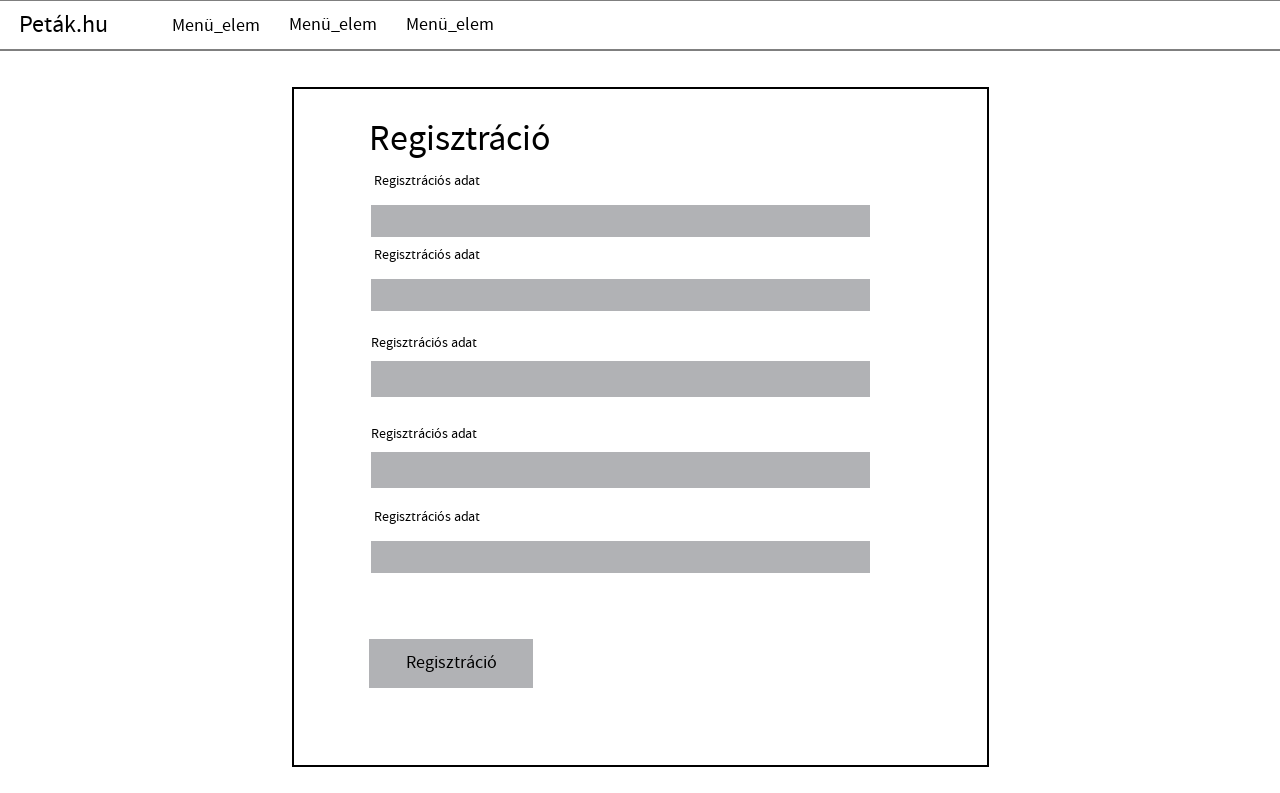 Peták.hu Menü_elem Menü_elem Menü_elem
Regisztráció
Regisztrációs adat
Regisztrációs adat
Regisztrációs adat
Regisztrációs adat
Regisztrációs adat
Regisztráció